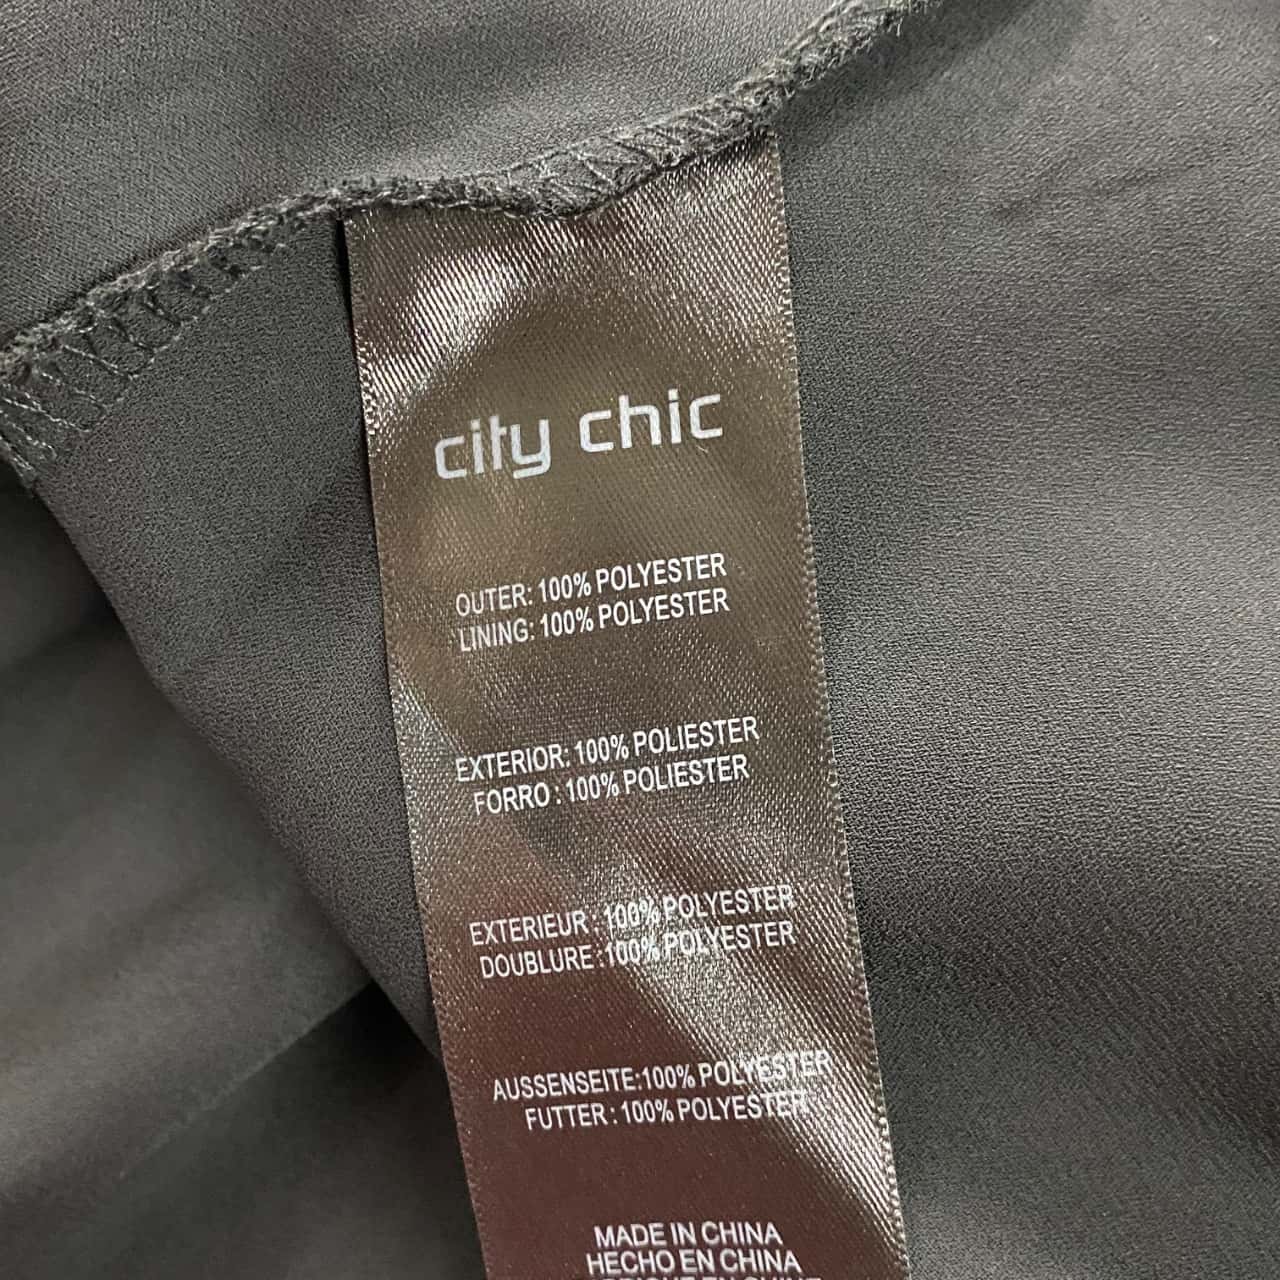 city chic
OUTER: 100% POLYESTER
LINING: 100% POLYESTER
EXTERIOR: 100% POLIESTER
FORRO : 100% POLIESTER
EXTERIEUR : 100% POLYESTER
DOUBLURE :100% POLYESTER
AUSSENSEITE:100% POLYESTER
FUTTER : 100% POLYESTER
MADE IN CHINA
HECHO EN CHINA